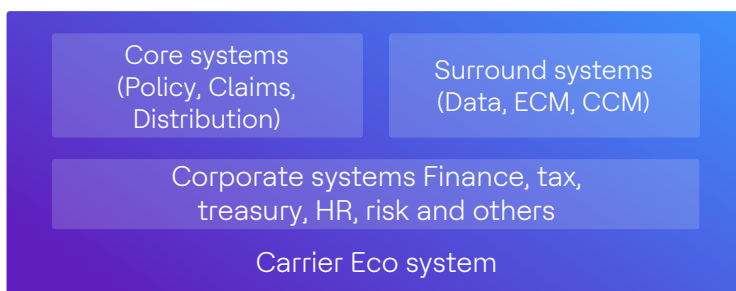 Core systems
(Policy, Claims,
Distribution)
Surround systems
(Data, ECM, CCM)
Corporate systems Finance, tax,
treasury, HR, risk and others
Carrier Eco system